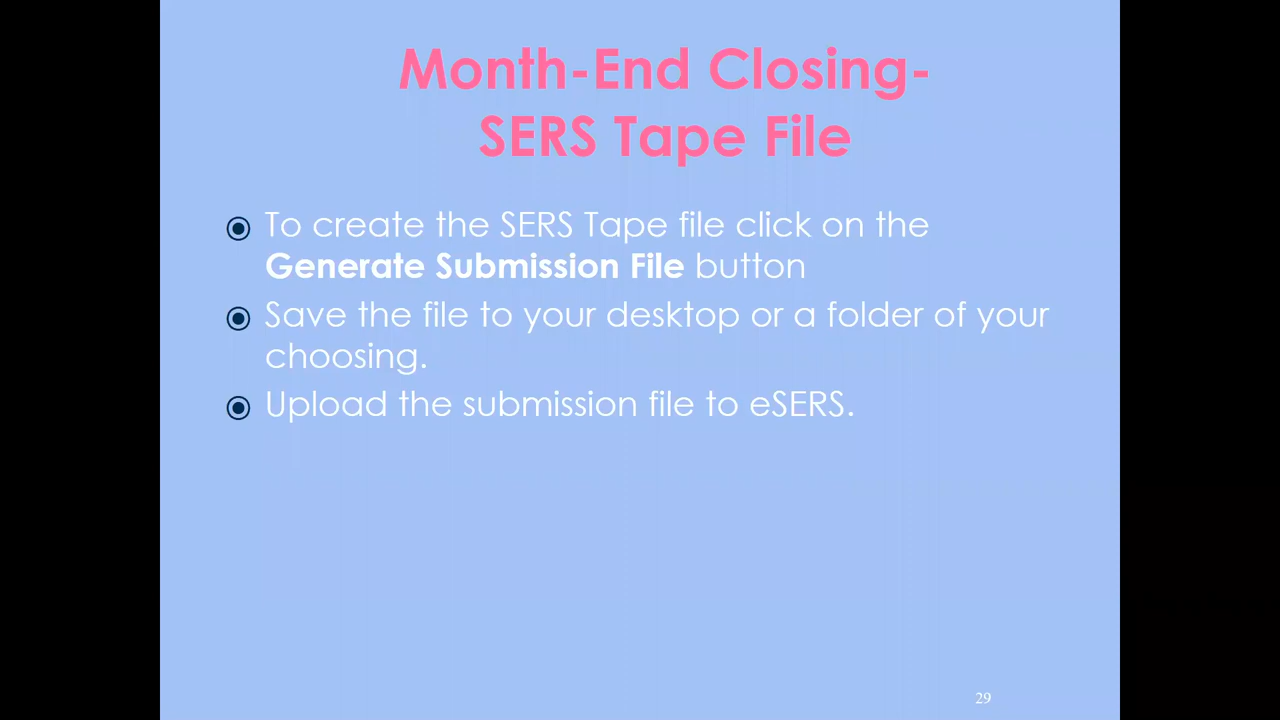 Month-End Closing-
SERS Tape File
To create the SERS Tape file click on the
Generate Submission File button
Save the file to your desktop or a folder of your
choosing.
Upload the submission file to eSERS.
29